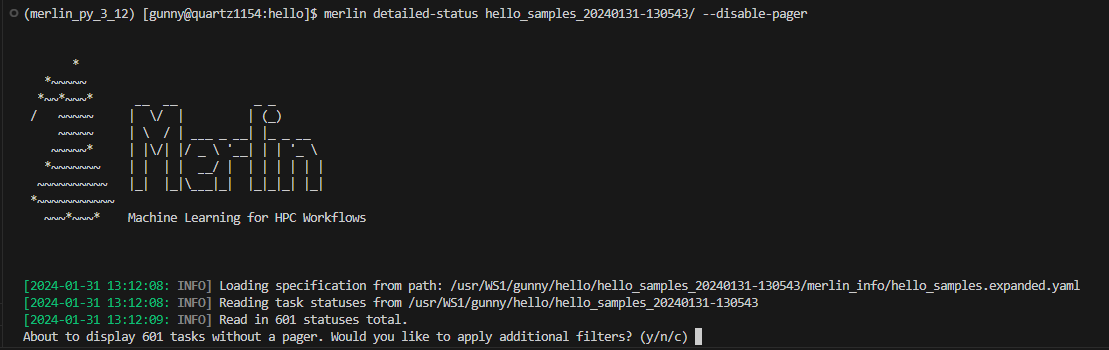 (merlin_py_3_12) [gunny@quartz1154:hello]$ merlin detailed-status hello_samples_20240131-130543/ --disable-pager
Merlin
Machine Learning for HPC Workflows
[2024-01-31 13:12:08: INFO] Loading specification from path: /usr/WS1/gunny/hello/hello_samples_20240131-130543/merlin_info/hello_samples.expanded.yaml
[2024-01-31 13:12:08: INFO] Reading task statuses from /usr/WS1/gunny/hello/hello_samples_20240131-130543
[2024-01-31 13:12:09: INFO] Read in 601 statuses total.
About to display 601 tasks without a pager. Would you like to apply additional filters? (y/n/c)